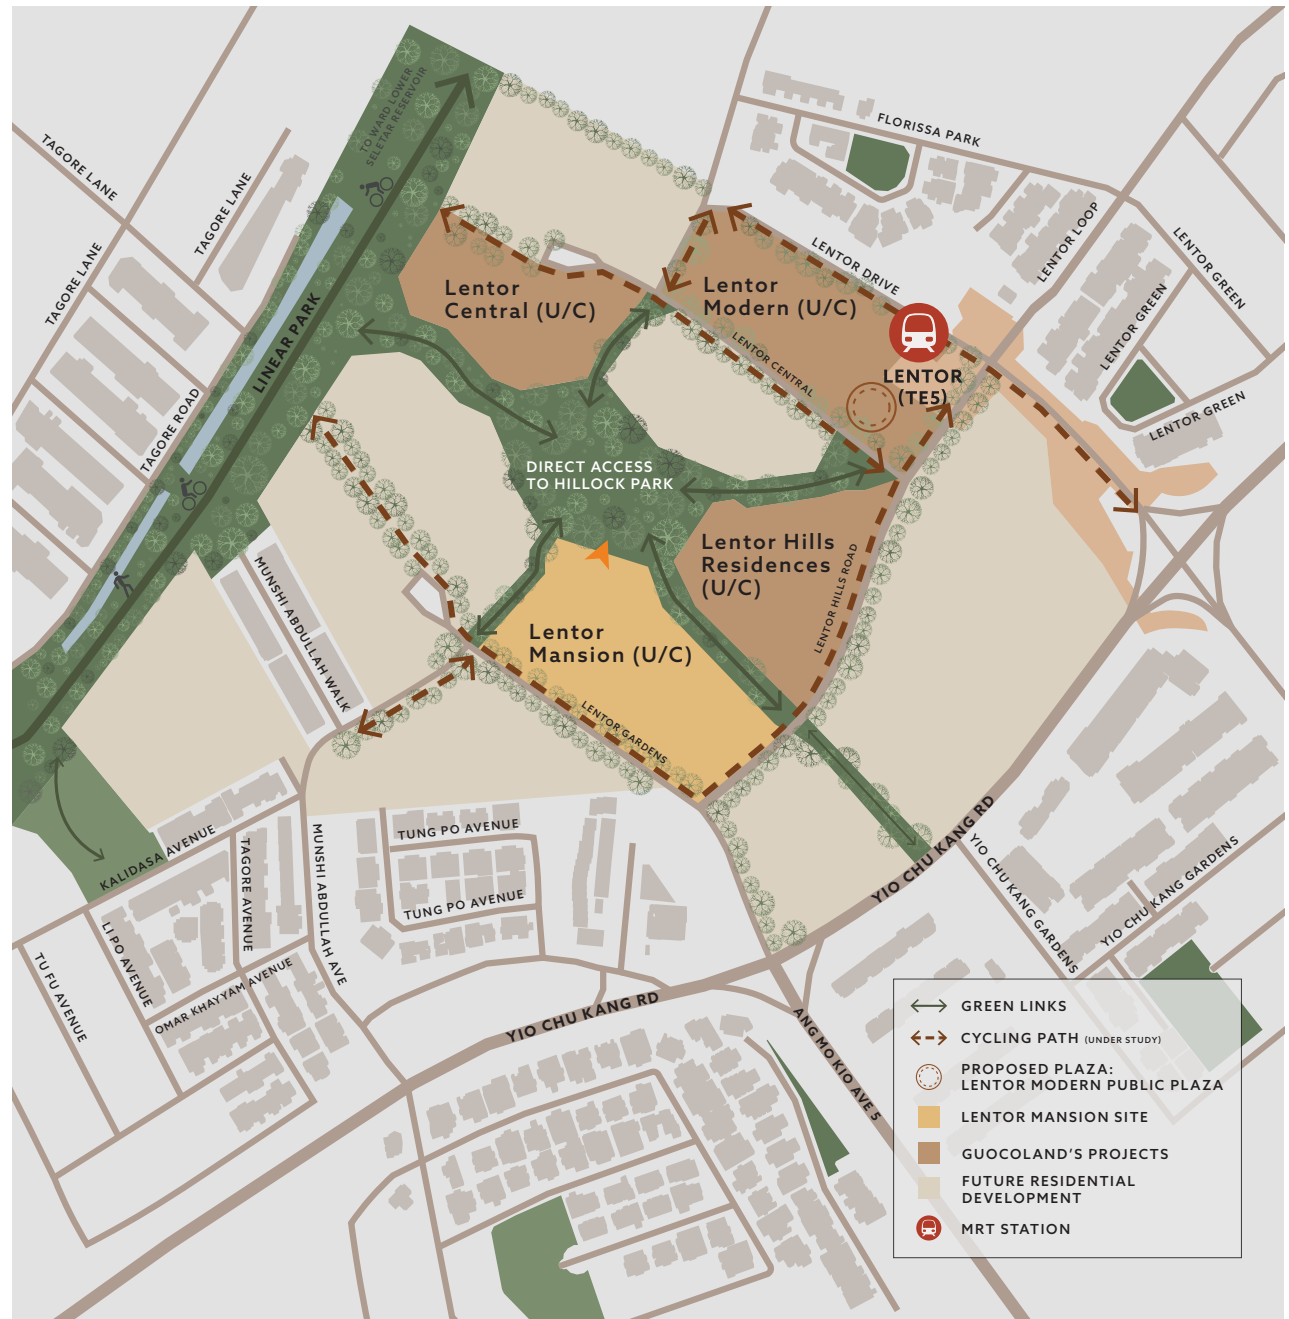 TO WARD LOWER
SELETAR RESERVOIR
TAGORE LANE
TAGORE LANE
TAGORE LANE
FLORISSA PARK
LENTOR LOOP
LENTOR GREEN
LENTOR GREEN
LENTOR GREEN
LENTOR DRIVE
Lentor
Central (U/C)
Lentor
Modern (U/C)
LENTOR CENTRAL
LENTOR
(TE5)
LINEAR PARK
TAGORE ROAD
DIRECT ACCESS
TO HILLOCK PARK
Lentor Hills
Residences
(U/C)
LENTOR HILLS ROAD
Lentor
Mansion (U/C)
LENTOR GARDENS
MUNSHI ABDULLAH WALK
KALIDASA AVENUE
TAGORE AVENUE
MUNSHI ABDULLAH AVE
TUNG PO AVENUE
TUNG PO AVENUE
LI PO AVENUE
TU FU AVENUE
OMAR KHAYYAM AVENUE
YIO CHU KANG RD
YIO CHU KANG RD
YIO CHU KANG GARDENS
YIO CHU KANG GARDENS
ANG MO KIO AVE 5
GREEN LINKS
CYCLING PATH (UNDER STUDY)
PROPOSED PLAZA:
LENTOR MODERN PUBLIC PLAZA
LENTOR MANSION SITE
GUOCOLAND'S PROJECTS
FUTURE RESIDENTIAL
DEVELOPMENT
MRT STATION